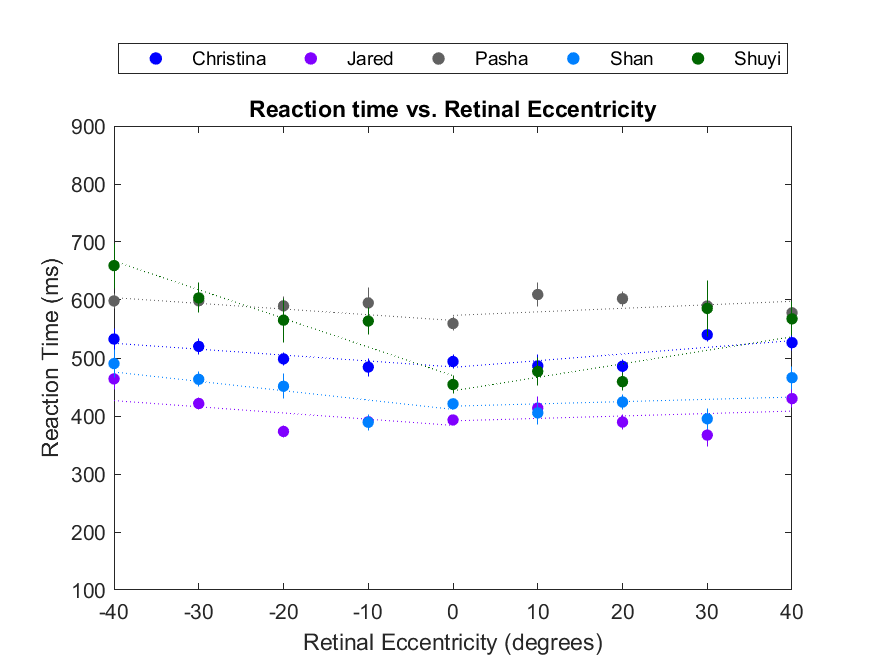 Christina Jared Pasha Shan Shuyi
Reaction time vs. Retinal Eccentricity
900
800
700
600
500
400
300
200
100
Reaction Time (ms)
-40 -30 -20 -10 0 10 20 30 40
Retinal Eccentricity (degrees)